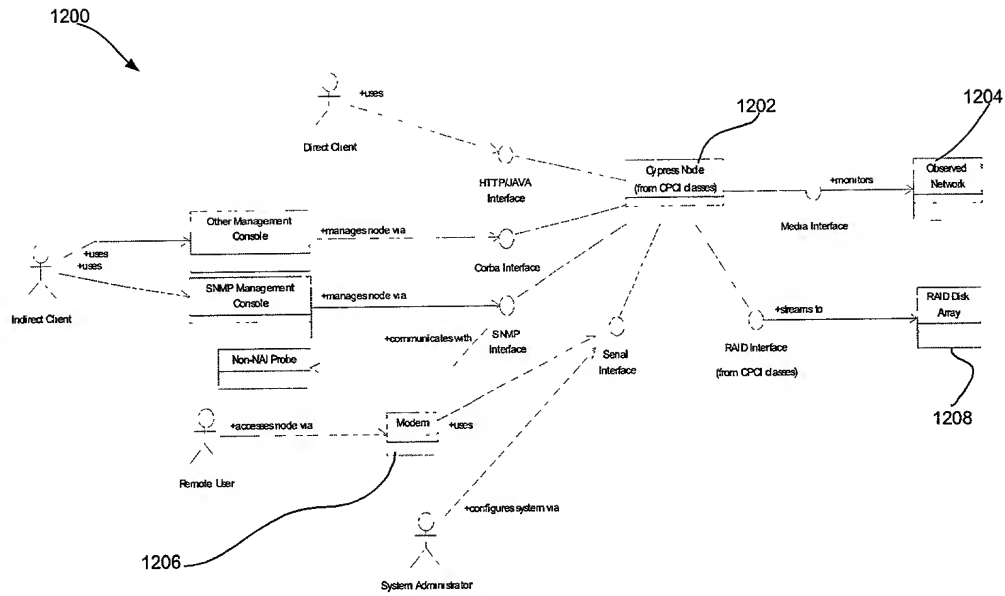 1200
+uses
Direct Client
HTTP/JAVA
Interface
1202
Cypress Node
(from CPCI classes)
1204
Observed
Network
+monitors
Media Interface
Other Management
Console
+manages node via
Corba Interface
+uses
+uses
Indirect Client
SNMP Management
Console
+manages node via
SNMP
Interface
+communicates with
Non-NAI Probe
Serial
Interface
+streams to
RAID Interface
(from CPCI classes)
RAID Disk
Array
1208
Remote User
+accesses node via
Modem
+uses
1206
+configures system via
System Administrator